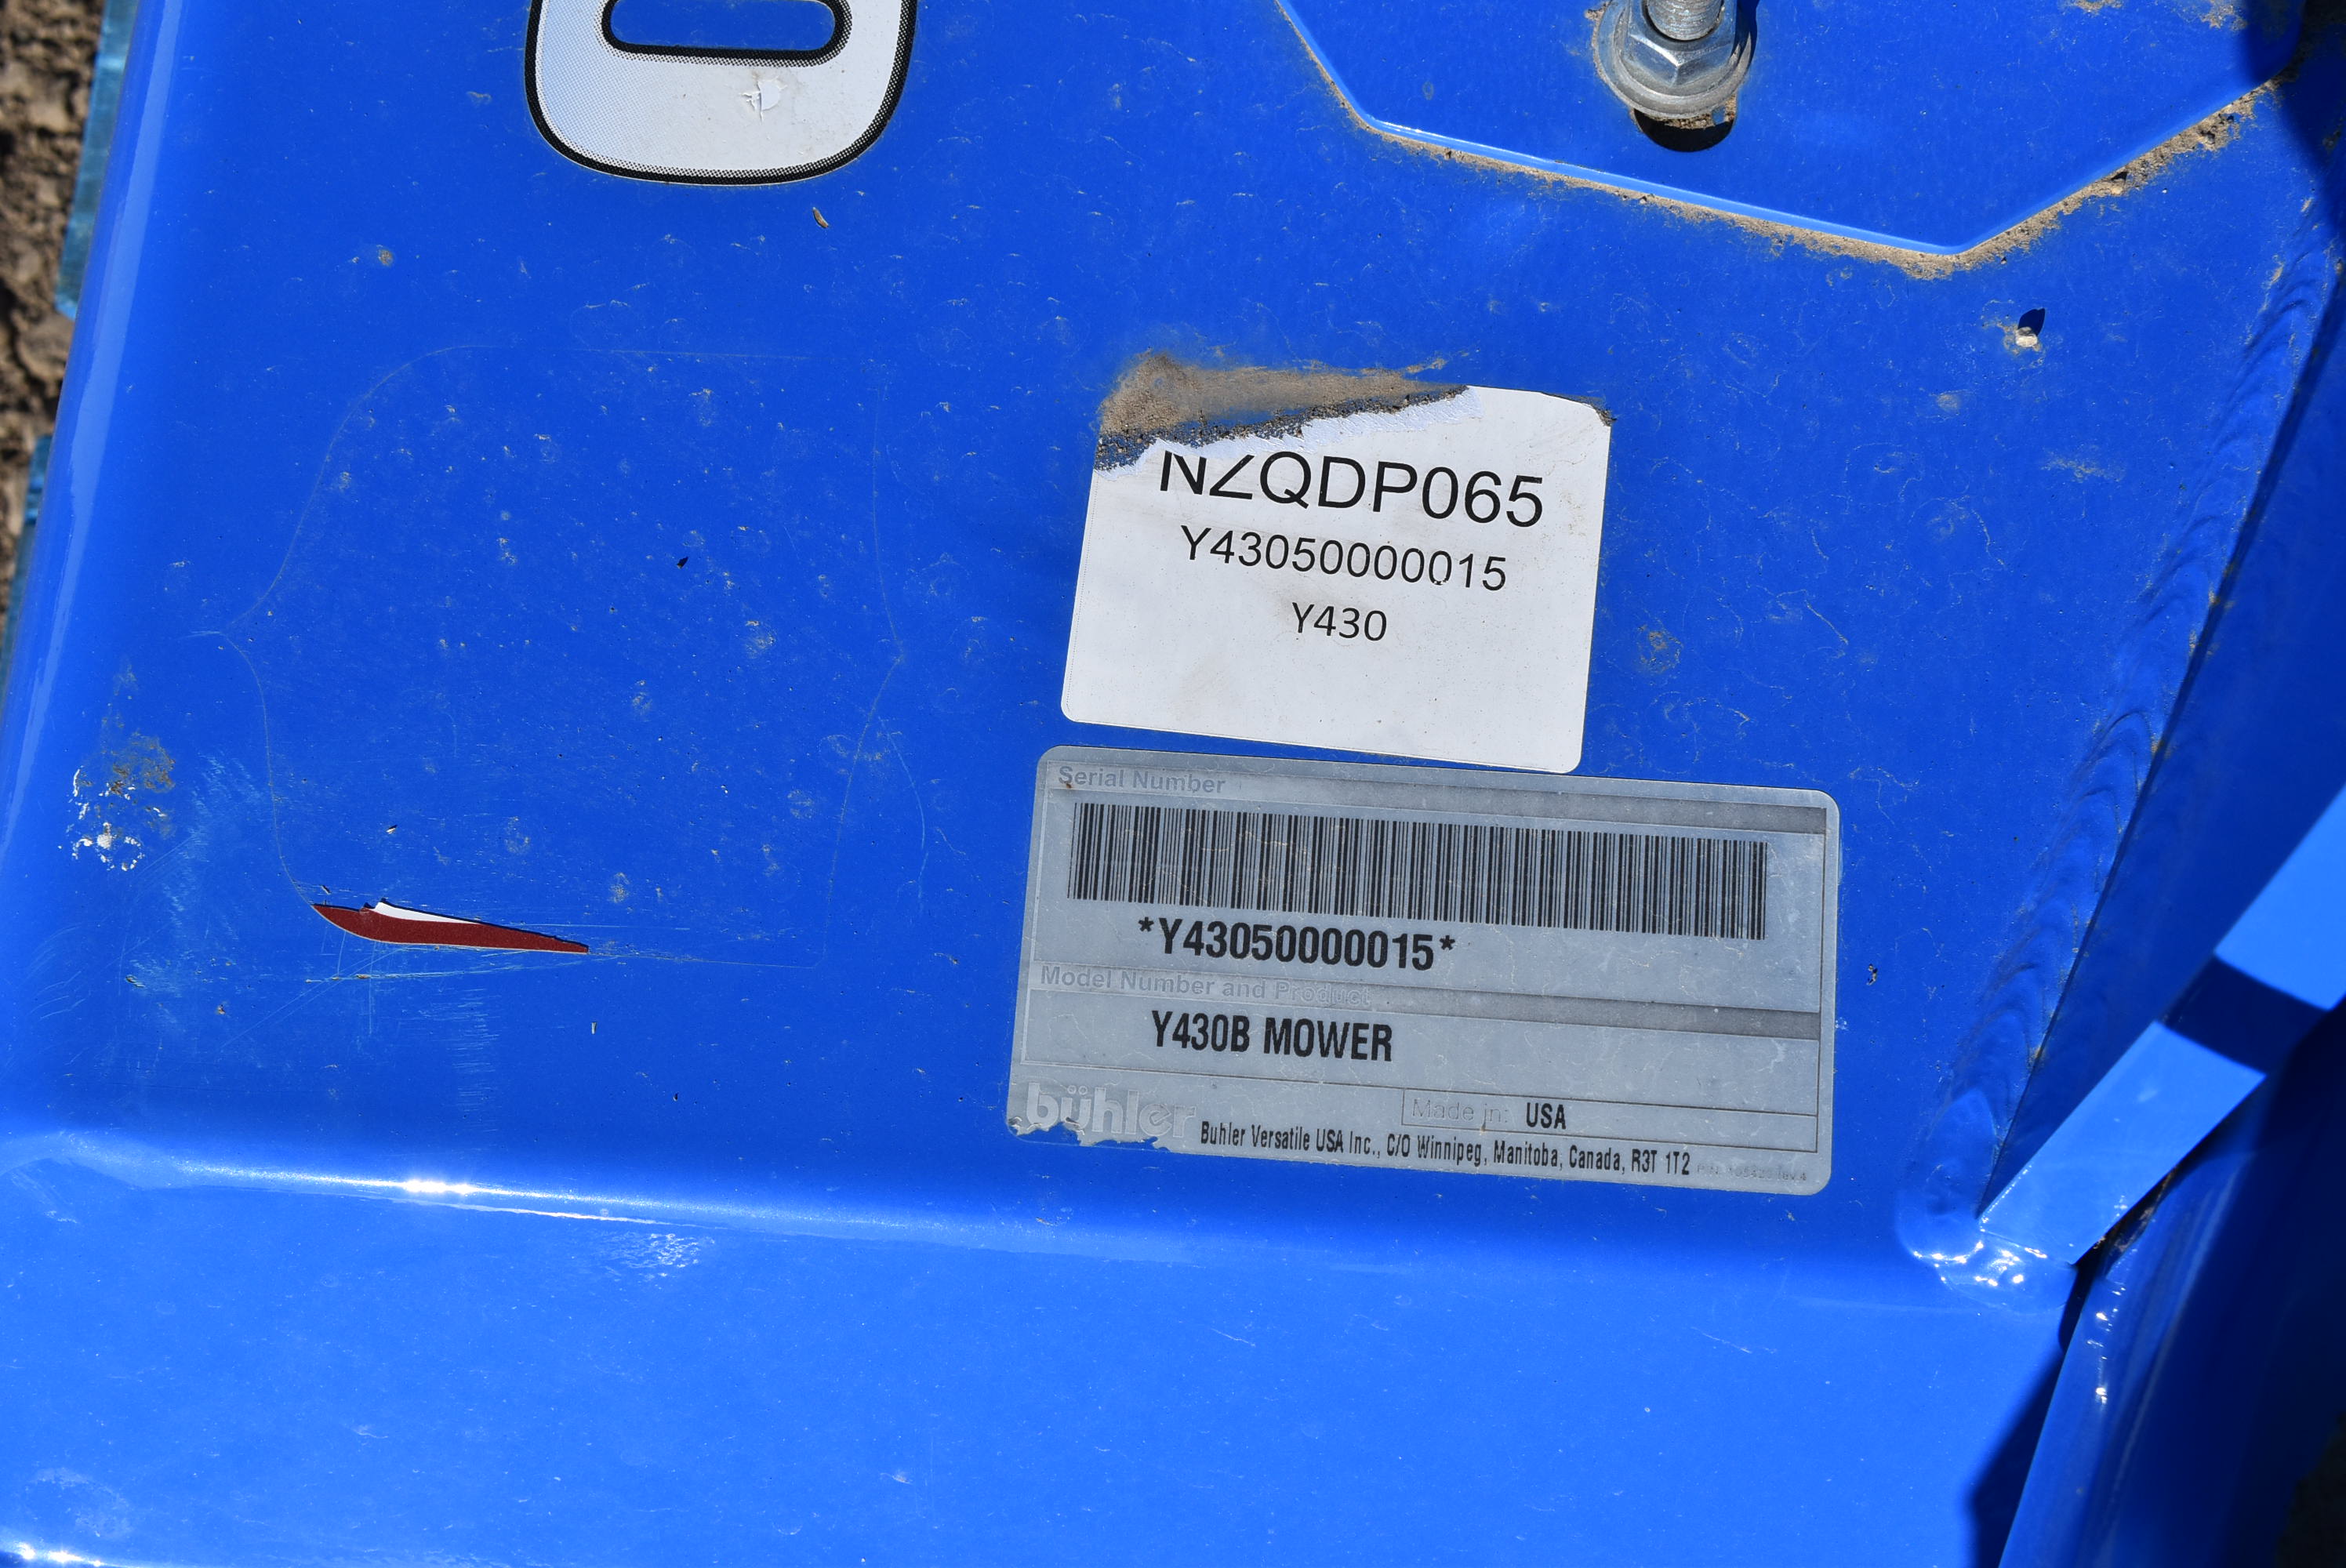 NZQDP065
Y43050000015
Y430
Serial Number
*Y43050000015*
Model Number and Product
Y430B MOWER
bühler
Made in: USA
Buhler Versatile USA Inc., C/O Winnipeg, Manitoba, Canada, R3T 1T2